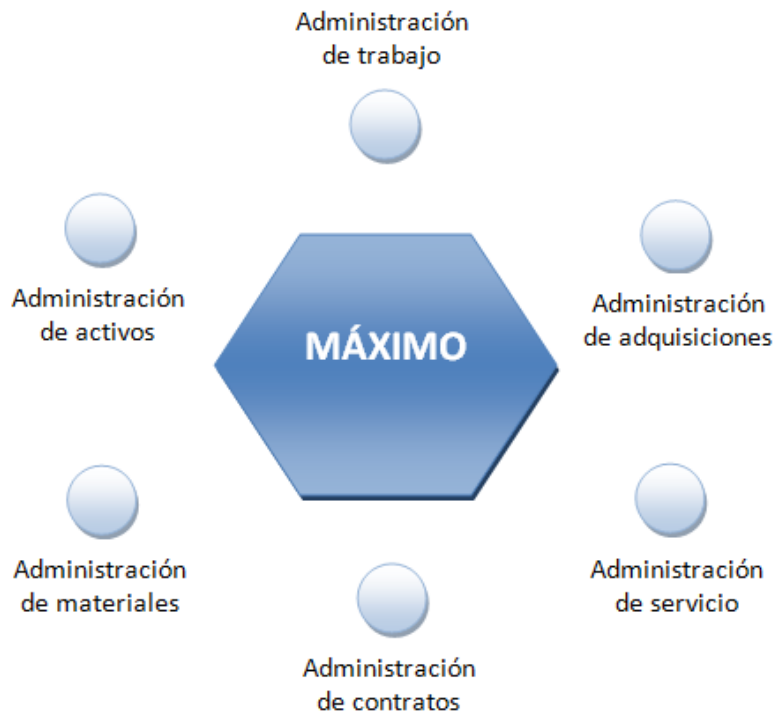 Administración
de trabajo
Administración
de activos
Administración
de adquisiciones
MÁXIMO
Administración
de materiales
Administración
de servicio
Administración
de contratos